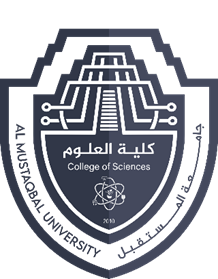 كلية العلوم
College of Sciences
2010
AL MUSTAQBAL UNIVERSITY
جامعة المستقبل